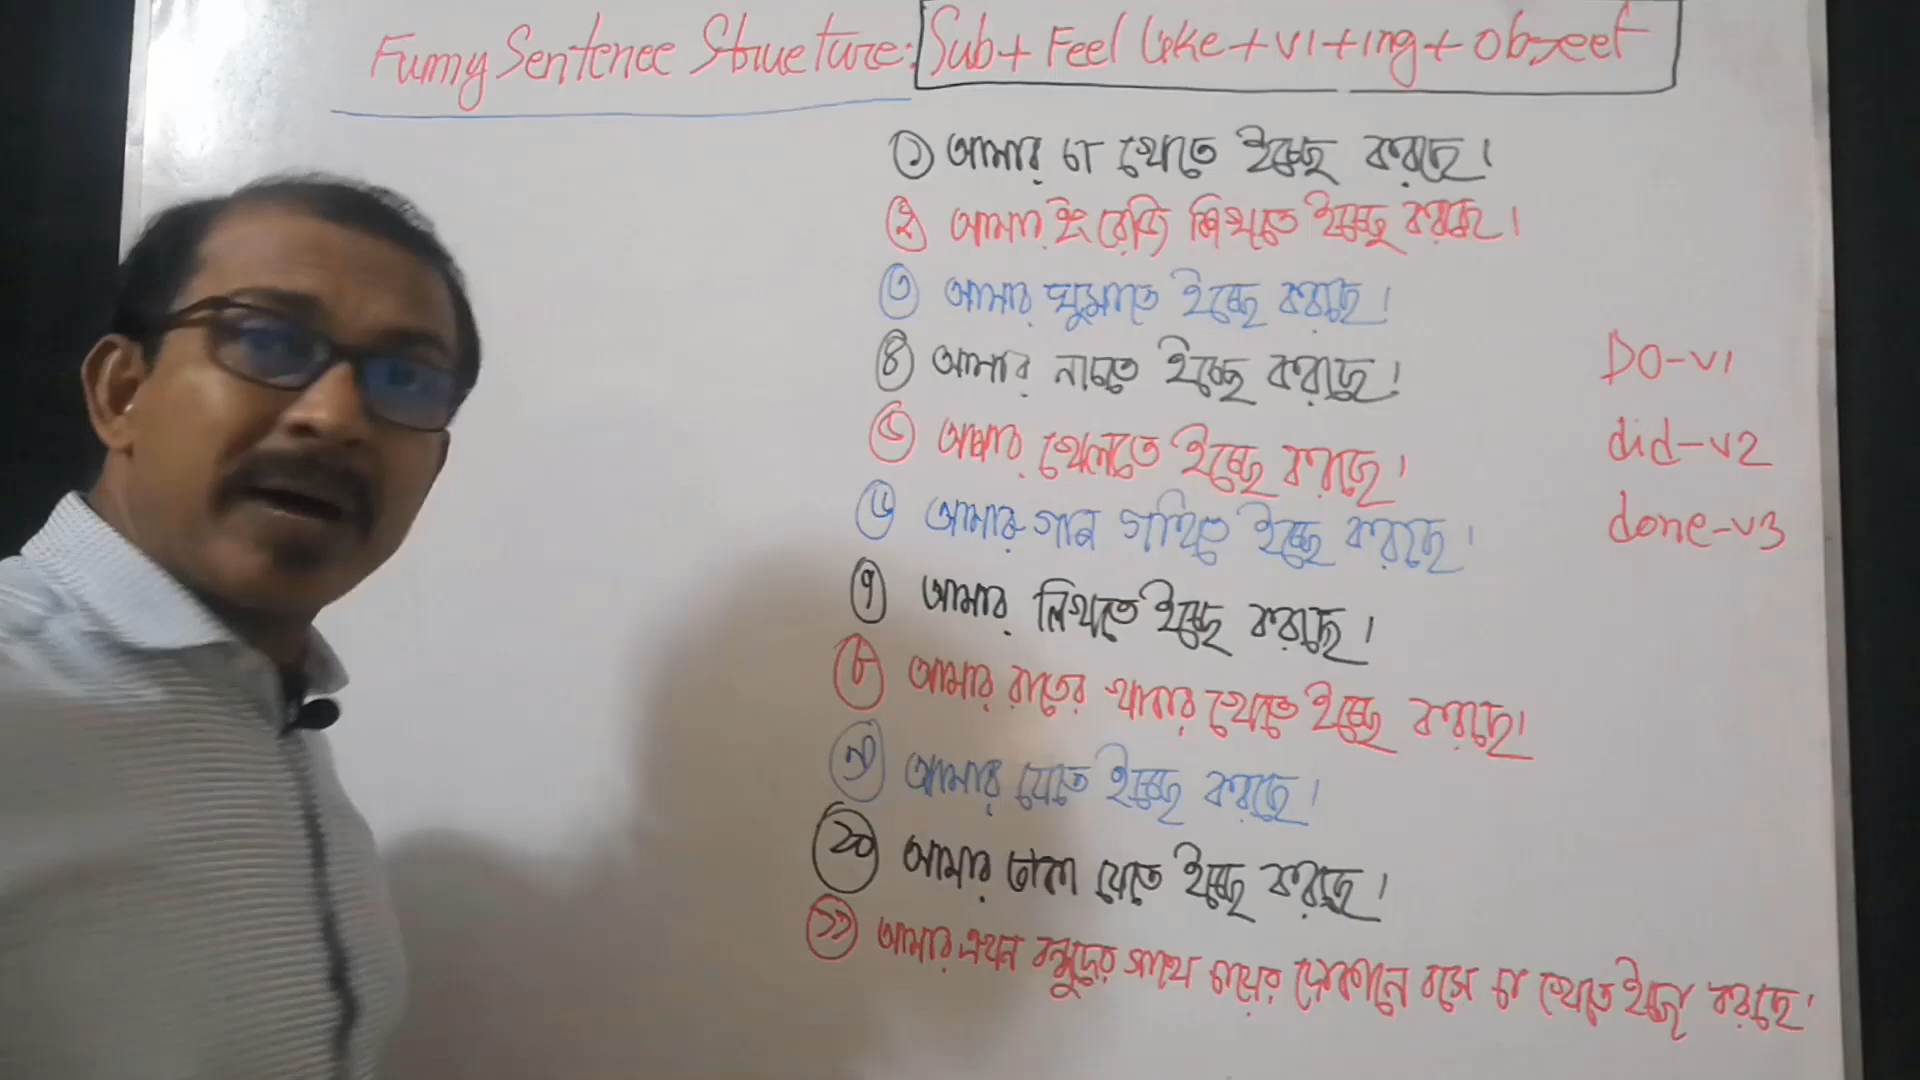 Funny Sentence Structure: Sub + Feel like + v1 + ing + object
১ আমার চা খেতে ইচ্ছে করছে।
২ আমার ইংরেজি শিখতে ইচ্ছে করছে।
৩ আমার ঘুমাতে ইচ্ছে করছে।
৪ আমার নাচতে ইচ্ছে করছে।
৫ আমার খেলতে ইচ্ছে করছে।
৬ আমার গান গাইতে ইচ্ছে করছে।
৭ আমার লিখতে ইচ্ছে করছে।
৮ আমার রাতের খাবার খেতে ইচ্ছে করছে।
৯ আমার যেতে ইচ্ছে করছে।
১০ আমার ঢাকা যেতে ইচ্ছে করছে।
১১ আমার এখন বন্ধুদের সাথে চায়ের দোকানে বসে চা খেতে ইচ্ছে করছে।
DO-v1
did-v2
done-v3